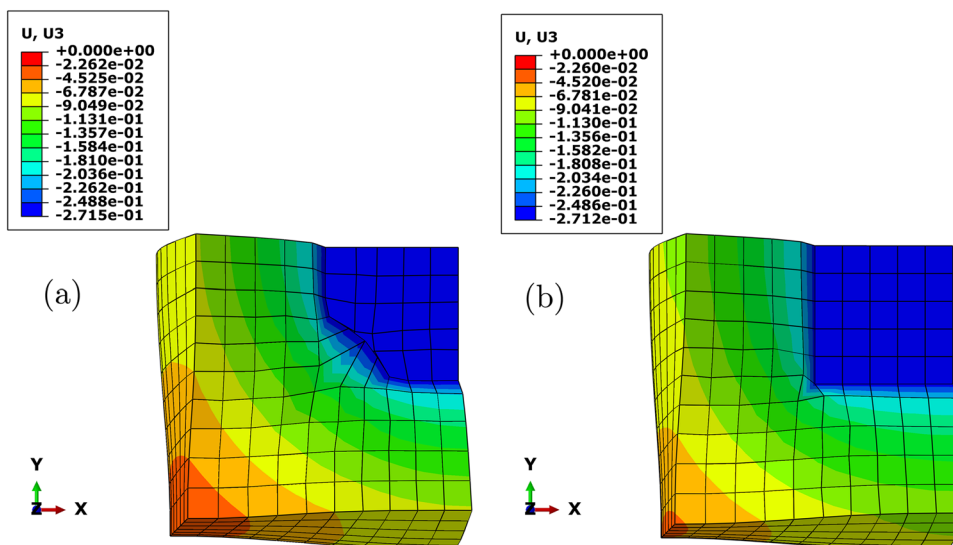 U, U3
+0.000e+00
-2.262e-02
-4.525e-02
-6.787e-02
-9.049e-02
-1.131e-01
-1.357e-01
-1.584e-01
-1.810e-01
-2.036e-01
-2.262e-01
-2.488e-01
-2.715e-01
(a)
Y
Z X
U, U3
+0.000e+00
-2.260e-02
-4.520e-02
-6.781e-02
-9.041e-02
-1.130e-01
-1.356e-01
-1.582e-01
-1.808e-01
-2.034e-01
-2.260e-01
-2.486e-01
-2.712e-01
(b)
Y
Z X